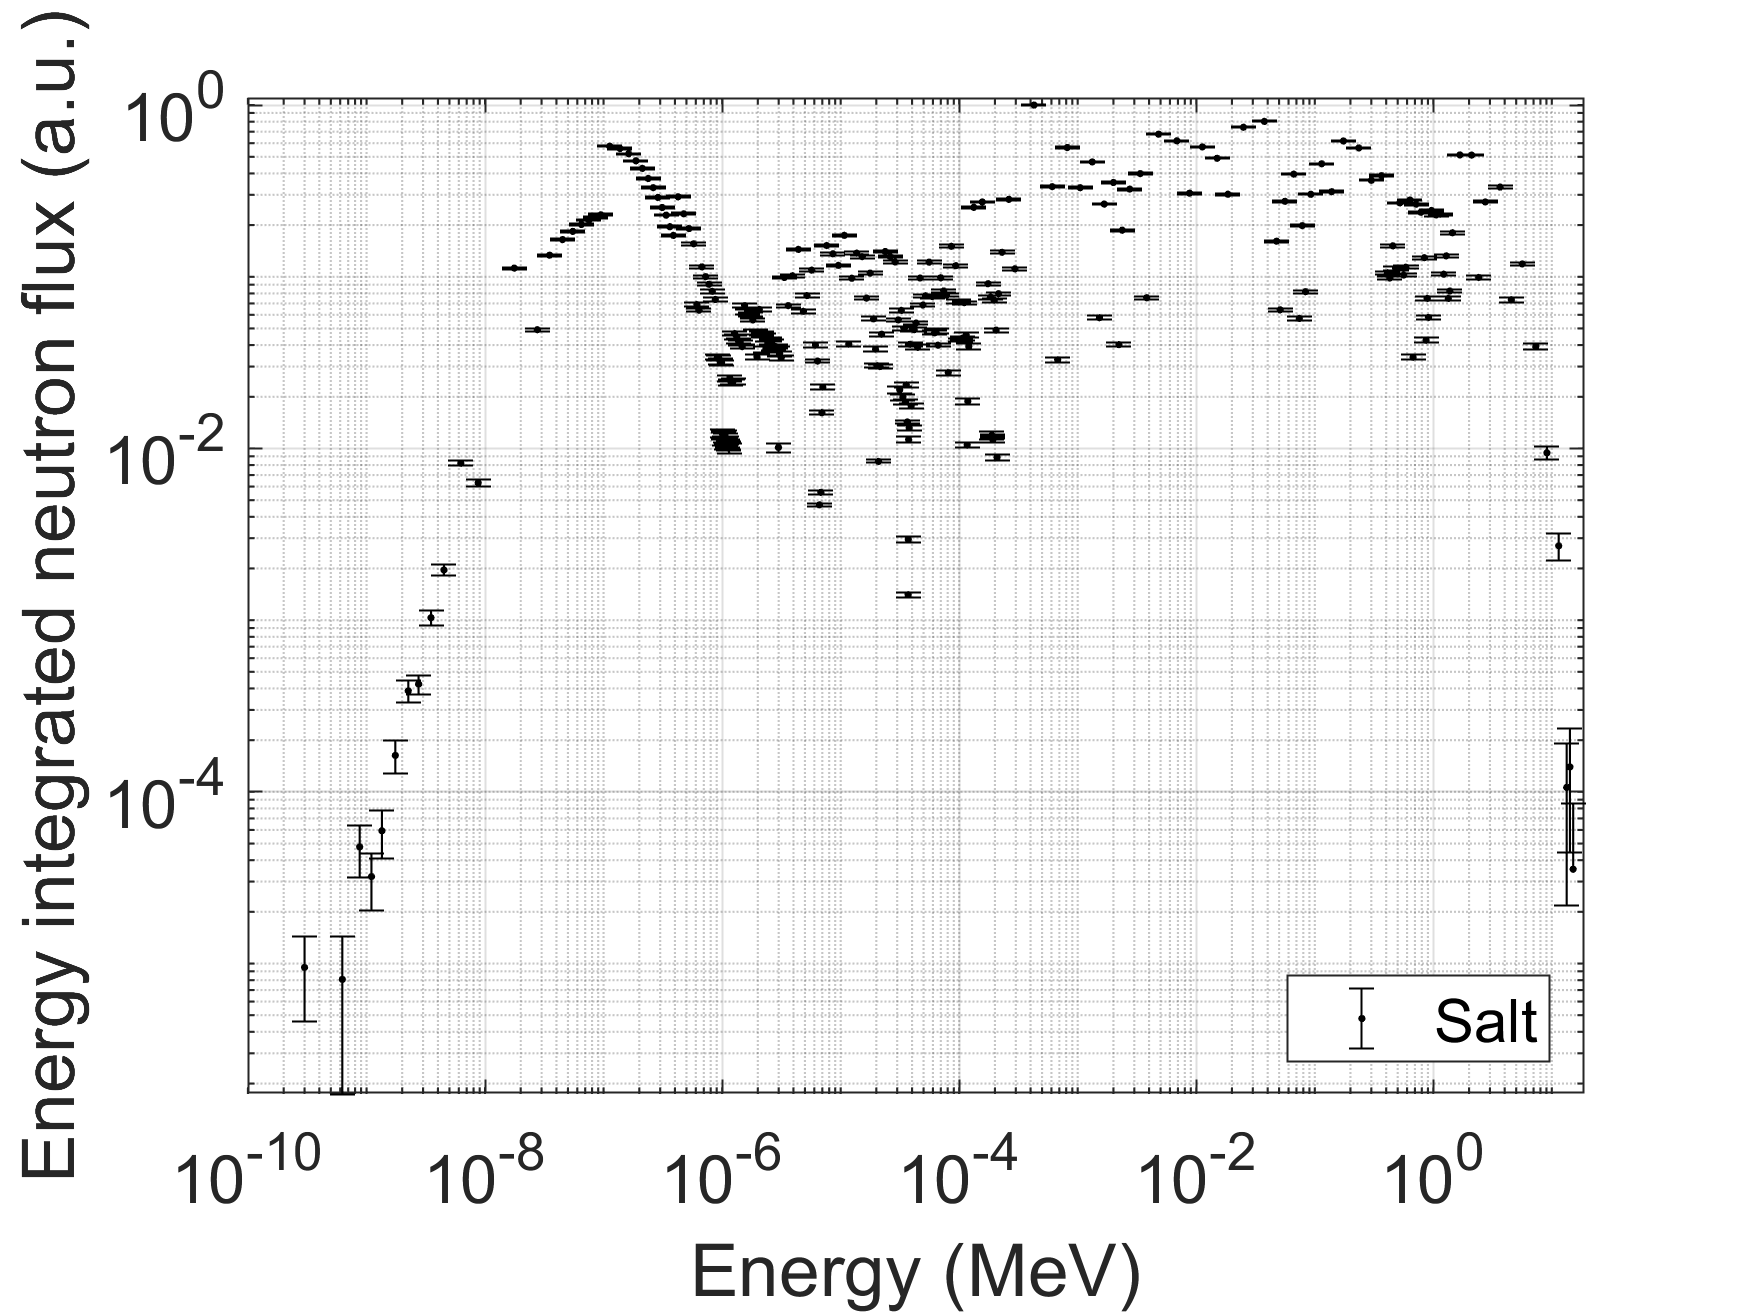 Energy integrated neutron flux (a.u.)
10^0
10^-2
10^-4
Salt
10^-10 10^-8 10^-6 10^-4 10^-2 10^0
Energy (MeV)